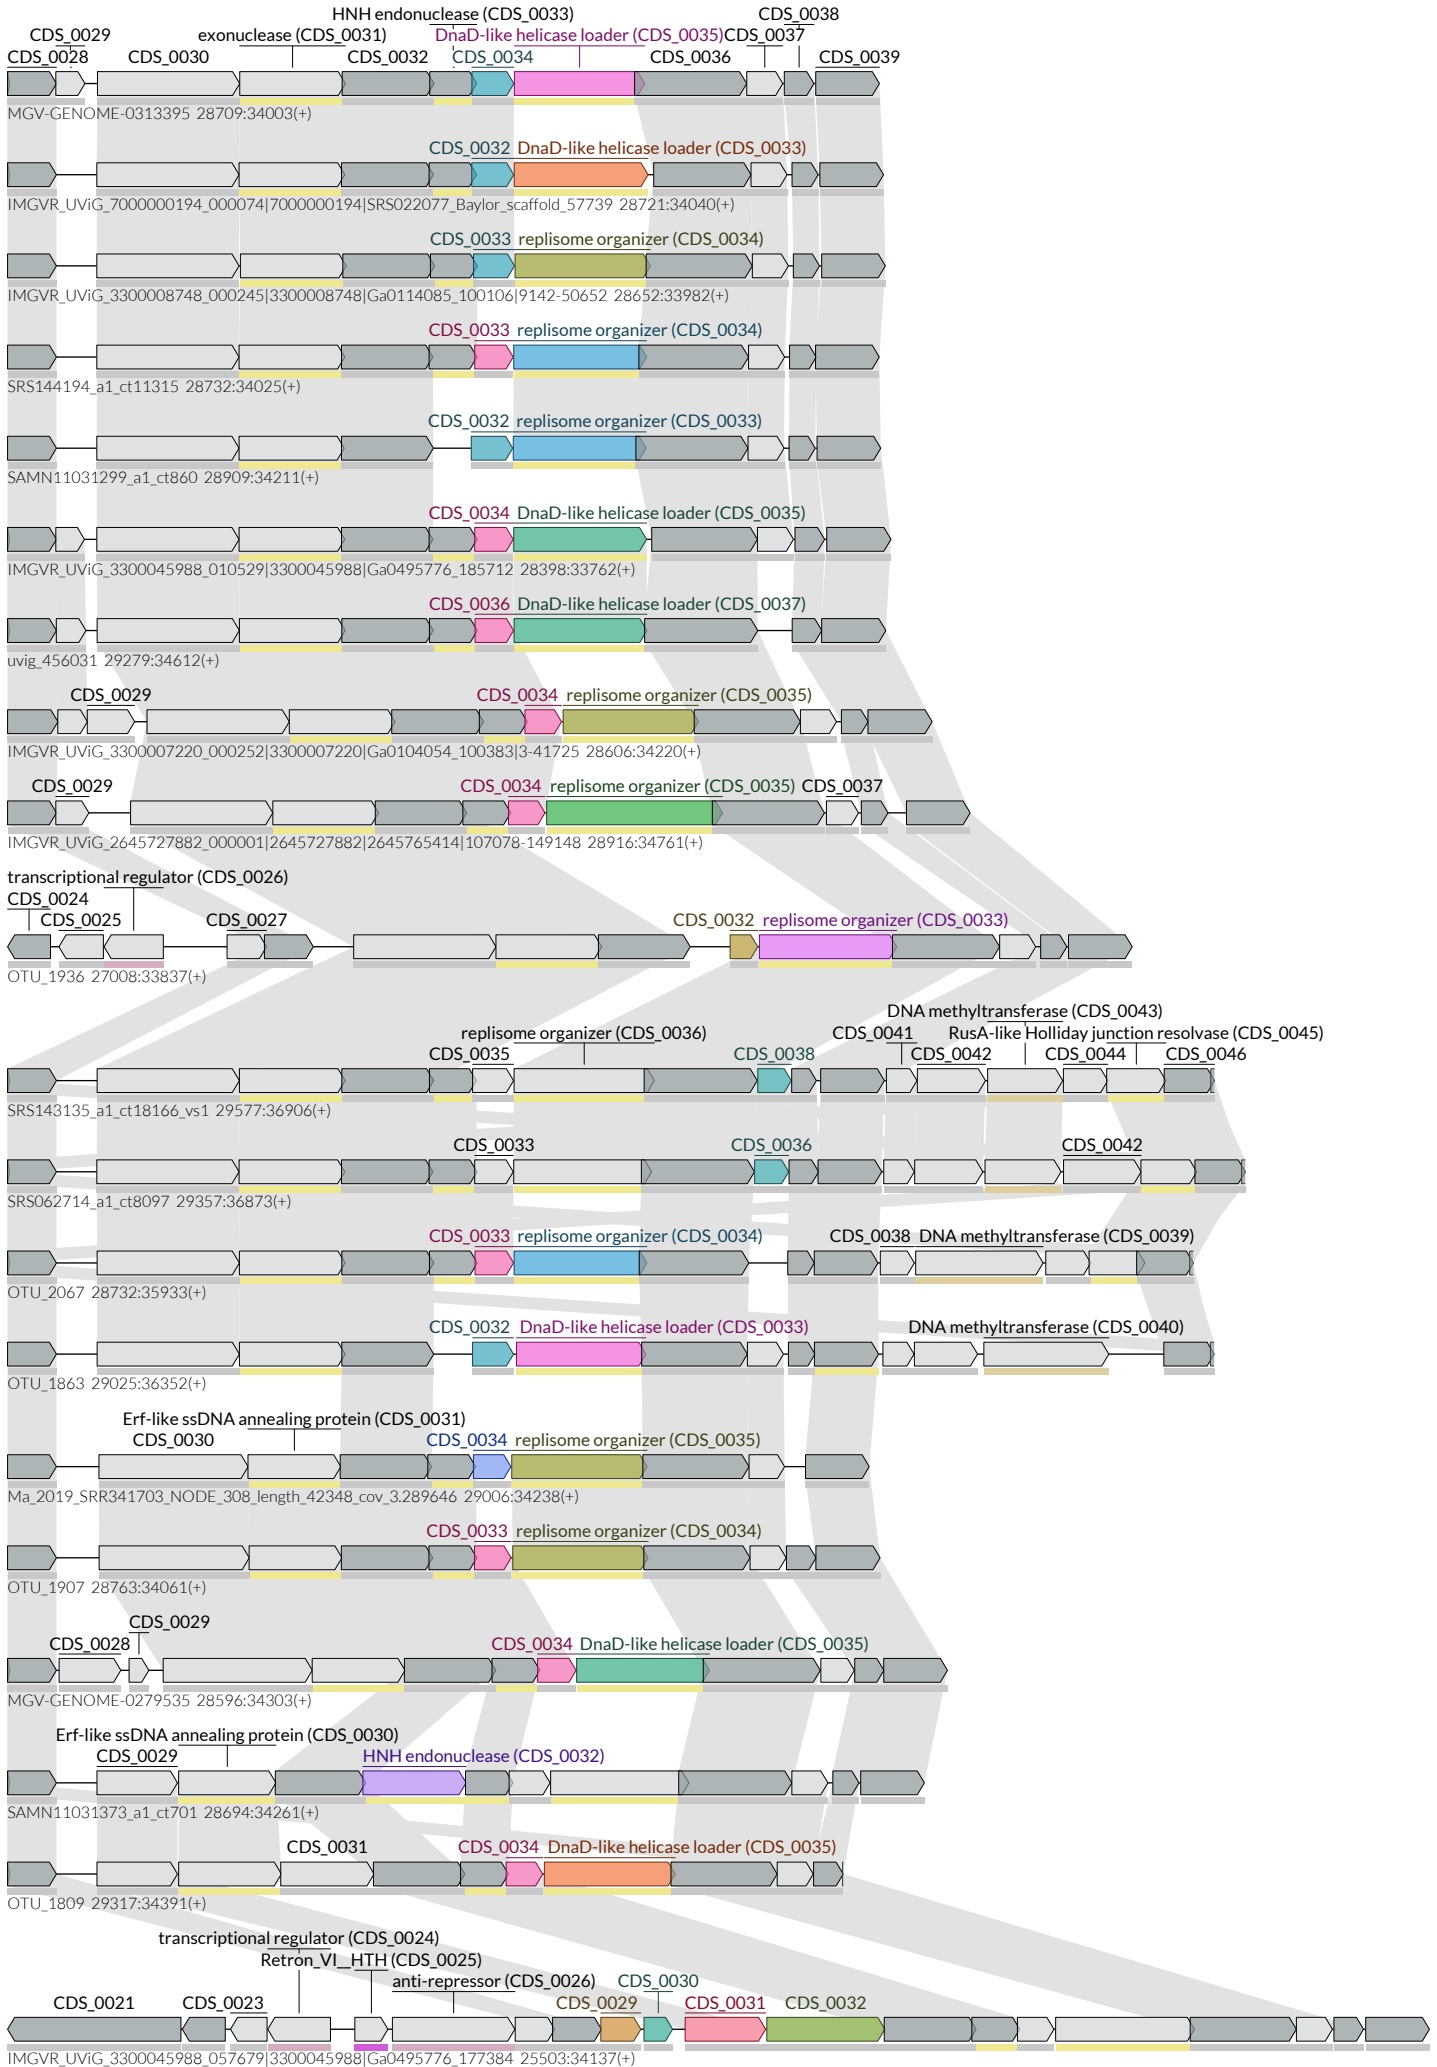 HNH endonuclease (CDS_0033) CDS_0038
CDS_0029 exonuclease (CDS_0031) DnaD-like helicase loader (CDS_0035) CDS_0037
CDS_0028 CDS_0030 CDS_0032 CDS_0034 CDS_0036 CDS_0039
MGV-GENOME-0313395 28709:34003(+)
CDS_0032 DnaD-like helicase loader (CDS_0033)
IMGVR_UViG_7000000194_000074|7000000194|SRS022077_Baylor_scaffold_57739 28721:34040(+)
CDS_0033 replisome organizer (CDS_0034)
IMGVR_UViG_3300008748_000245|3300008748|Ga0114085_100106|9142-50652 28652:33982(+)
CDS_0033 replisome organizer (CDS_0034)
SRS144194_a1_ct11315 28732:34025(+)
CDS_0032 replisome organizer (CDS_0033)
SAMN11031299_a1_ct860 28909:34211(+)
CDS_0034 DnaD-like helicase loader (CDS_0035)
IMGVR_UViG_3300045988_010529|3300045988|Ga0495776_185712 28398:33762(+)
CDS_0036 DnaD-like helicase loader (CDS_0037)
uvig_456031 29279:34612(+)
CDS_0029 CDS_0034 replisome organizer (CDS_0035)
IMGVR_UViG_3300007220_000252|3300007220|Ga0104054_100383|3-41725 28606:34220(+)
CDS_0029 CDS_0034 replisome organizer (CDS_0035) CDS_0037
IMGVR_UViG_2645727882_000001|2645727882|2645765414|107078-149148 28916:34761(+)
transcriptional regulator (CDS_0026)
CDS_0024
CDS_0025 CDS_0027 CDS_0032 replisome organizer (CDS_0033)
OTU_1936 27008:33837(+)
DNA methyltransferase (CDS_0043)
replisome organizer (CDS_0036) CDS_0041 RusA-like Holliday junction resolvase (CDS_0045)
CDS_0035 CDS_0038 CDS_0042 CDS_0044 CDS_0046
SRS143135_a1_ct18166_vs1 29577:36906(+)
CDS_0033 CDS_0036 CDS_0042
SRS062714_a1_ct8097 29357:36873(+)
CDS_0033 replisome organizer (CDS_0034) CDS_0038 DNA methyltransferase (CDS_0039)
OTU_2067 28732:35933(+)
CDS_0032 DnaD-like helicase loader (CDS_0033) DNA methyltransferase (CDS_0040)
OTU_1863 29025:36352(+)
Erf-like ssDNA annealing protein (CDS_0031)
CDS_0030 CDS_0034 replisome organizer (CDS_0035)
Ma_2019_SRR341703_NODE_308_length_42348_cov_3.289646 29006:34238(+)
CDS_0033 replisome organizer (CDS_0034)
OTU_1907 28763:34061(+)
CDS_0029
CDS_0028 CDS_0034 DnaD-like helicase loader (CDS_0035)
MGV-GENOME-0279535 28596:34303(+)
Erf-like ssDNA annealing protein (CDS_0030)
CDS_0029 HNH endonuclease (CDS_0032)
SAMN11031373_a1_ct701 28694:34261(+)
CDS_0031 CDS_0034 DnaD-like helicase loader (CDS_0035)
OTU_1809 29317:34391(+)
transcriptional regulator (CDS_0024)
Retron_VI__HTH (CDS_0025)
anti-repressor (CDS_0026) CDS_0030
CDS_0021 CDS_0023 CDS_0029 CDS_0031 CDS_0032
IMGVR_UViG_3300045988_057679|3300045988|Ga0495776_177384 25503:34137(+)